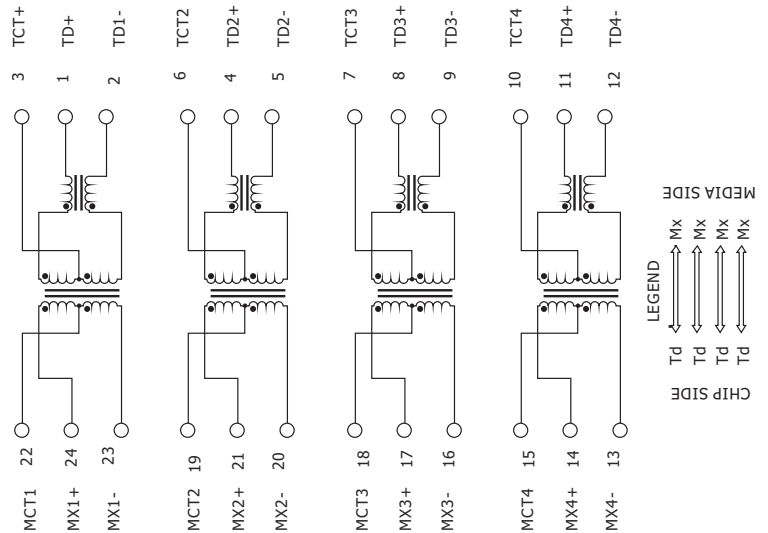 TCT+ TD+ TD1- TCT2 TD2+ TD2- TCT3 TD3+ TD3- TCT4 TD4+ TD4-
3 1 2 6 4 5 7 8 9 10 11 12
22 24 23 19 21 20 18 17 16 15 14 13
MCT1 MX1+ MX1- MCT2 MX2+ MX2- MCT3 MX3+ MX3- MCT4 MX4+ MX4-
MEDIA SIDE
Mx Mx Mx Mx
LEGEND
Td Td Td Td
CHIP SIDE